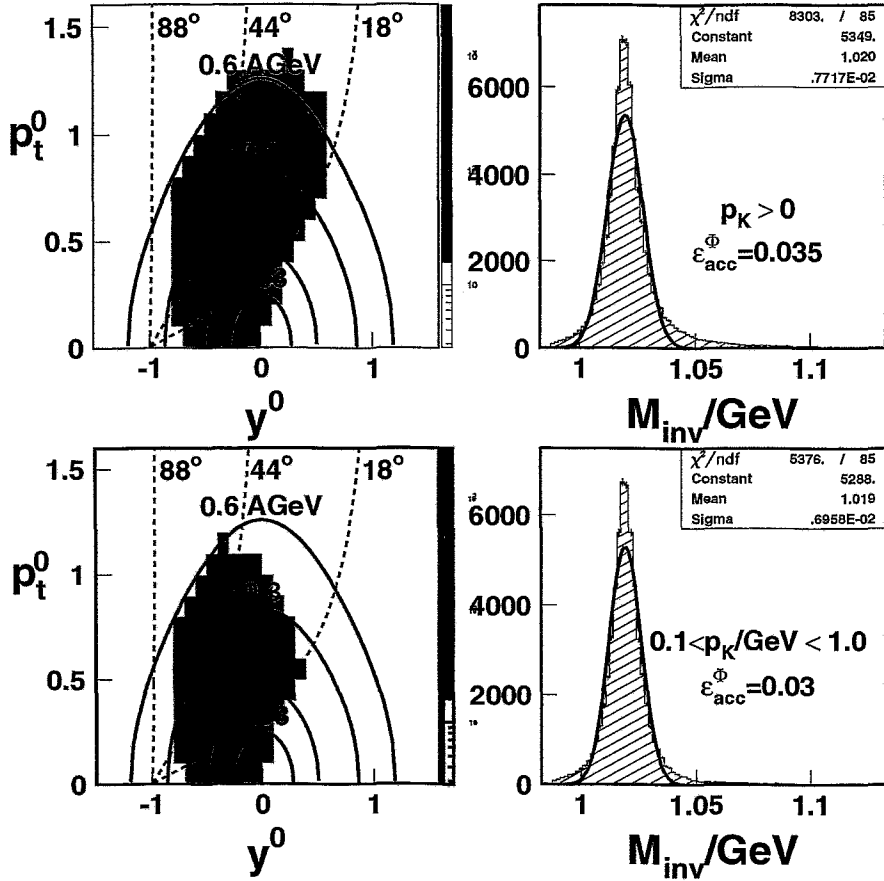 88° 44° 18°
0.6 AGeV
1.5
1
0.5
0
p_t^0
-1 0 1
y^0
χ²/ndf 8303. / 85
Constant 5349.
Mean 1.020
Sigma .7717E-02
6000
4000
2000
0
p_K > 0
ε_acc^Φ=0.035
1 1.05 1.1
M_inv/GeV
88° 44° 18°
0.6 AGeV
1.5
1
0.5
0
p_t^0
-1 0 1
y^0
χ²/ndf 5376. / 85
Constant 5288.
Mean 1.019
Sigma .6958E-02
6000
4000
2000
0
0.1<p_K/GeV<1.0
ε_acc^Φ=0.03
1 1.05 1.1
M_inv/GeV